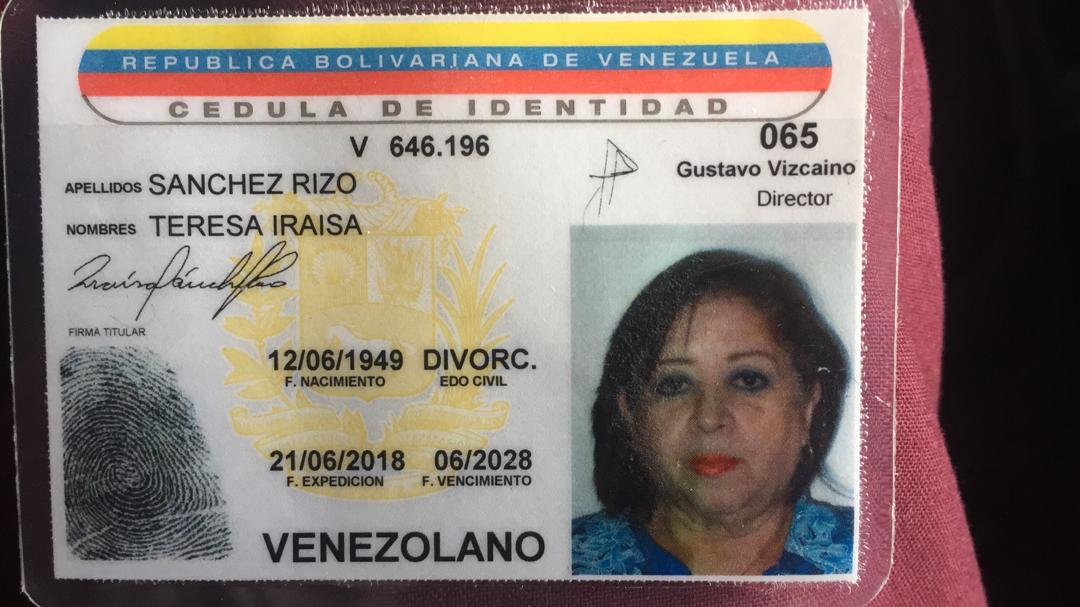 REPUBLICA BOLIVARIANA DE VENEZUELA
CEDULA DE IDENTIDAD
V 646.196
065
Gustavo Vizcaino
Director
APELLIDOS SANCHEZ RIZO
NOMBRES TERESA IRAISA
FIRMA TITULAR
12/06/1949 DIVORC.
F. NACIMIENTO EDO CIVIL
21/06/2018 06/2028
F. EXPEDICION F. VENCIMIENTO
VENEZOLANO